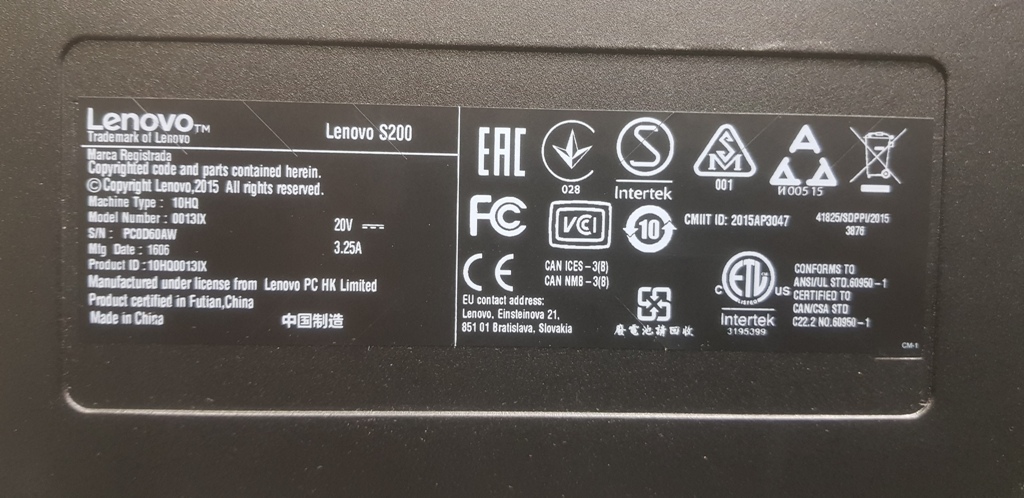 Lenovo™
Trademark of Lenovo
Lenovo S200
Marca Registrada
Copyrighted code and parts contained herein.
©Copyright Lenovo,2015 All rights reserved.
Machine Type : 10HQ
Model Number : 0013IX
S/N : PC0D60AW
Mfg Date : 1606
Product ID :10HQ0013IX
20V
3.25A
Manufactured under license from Lenovo PC HK Limited
Product certified in Futian,China
Made in China
中国制造
EAC
028
S
Intertek
SM
001
И00515
FC
VCI
10
CMIIT ID: 2015AP3047
41825/SDPPI/2015
3876
CE
CAN ICES-3(B)
CAN NMB-3(B)
EU contact address:
Lenovo, Einsteinova 21,
851 01 Bratislava, Slovakia
廢電池請回收
C ETL US
LISTED
Intertek
3195399
CONFORMS TO
ANSI/UL STD.60950-1
CERTIFIED TO
CAN/CSA STD
C22.2 NO.60950-1
CM-1